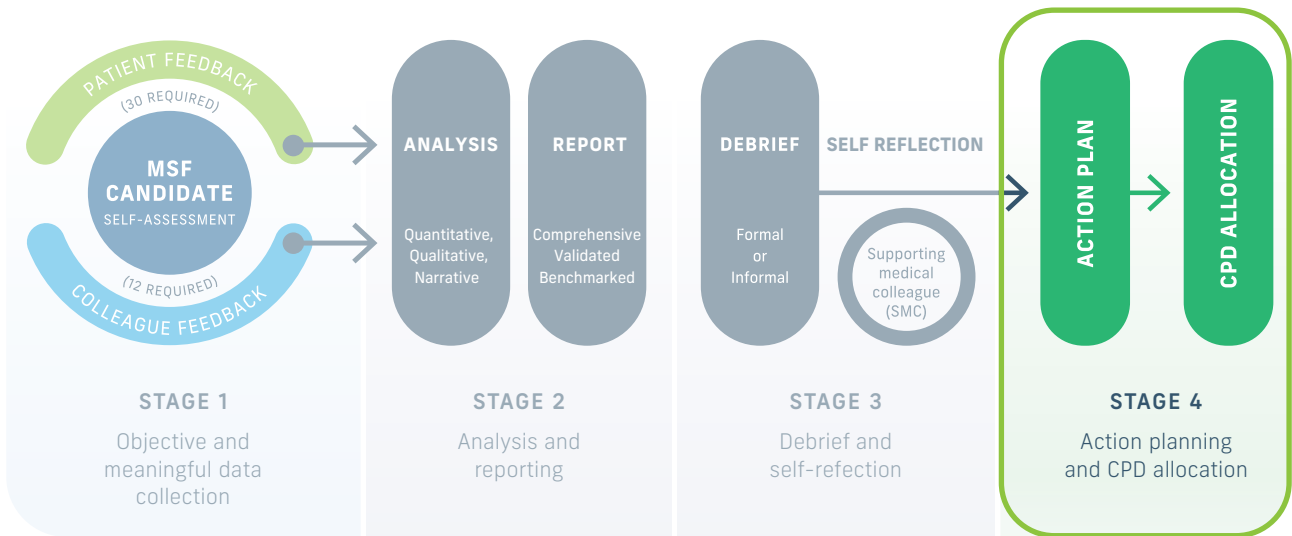 PATIENT FEEDBACK
(30 REQUIRED)
MSF
CANDIDATE
SELF-ASSESSMENT
(12 REQUIRED)
COLLEAGUE FEEDBACK
STAGE 1
Objective and
meaningful data
collection
ANALYSIS
Quantitative,
Qualitative,
Narrative
REPORT
Comprehensive
Validated
Benchmarked
STAGE 2
Analysis and
reporting
DEBRIEF
Formal
or
Informal
SELF REFLECTION
Supporting
medical
colleague
(SMC)
STAGE 3
Debrief and
self-refection
ACTION PLAN
CPD ALLOCATION
STAGE 4
Action planning
and CPD allocation